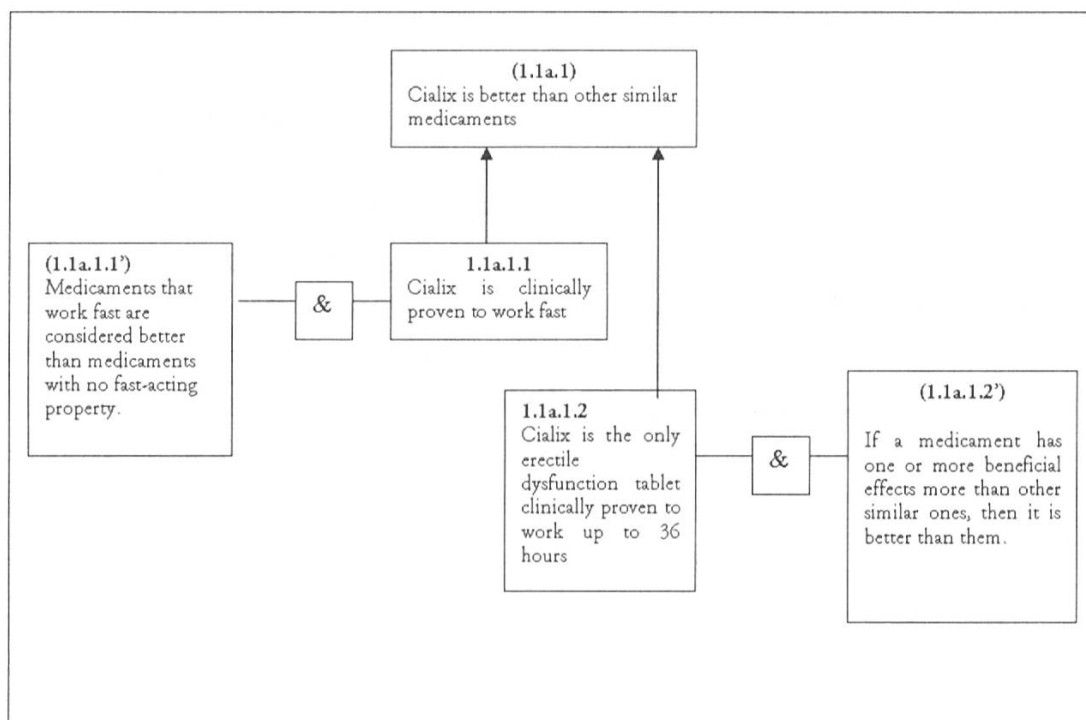 (1.1a.1)
Cialix is better than other similar
medicaments
(1.1a.1.1’)
Medicaments that
work fast are
considered better
than medicaments
with no fast-acting
property.
&
1.1a.1.1
Cialix is clinically
proven to work fast
1.1a.1.2
Cialix is the only
erectile
dysfunction tablet
clinically proven to
work up to 36
hours
&
(1.1a.1.2’)
If a medicament has
one or more beneficial
effects more than other
similar ones, then it is
better than them.